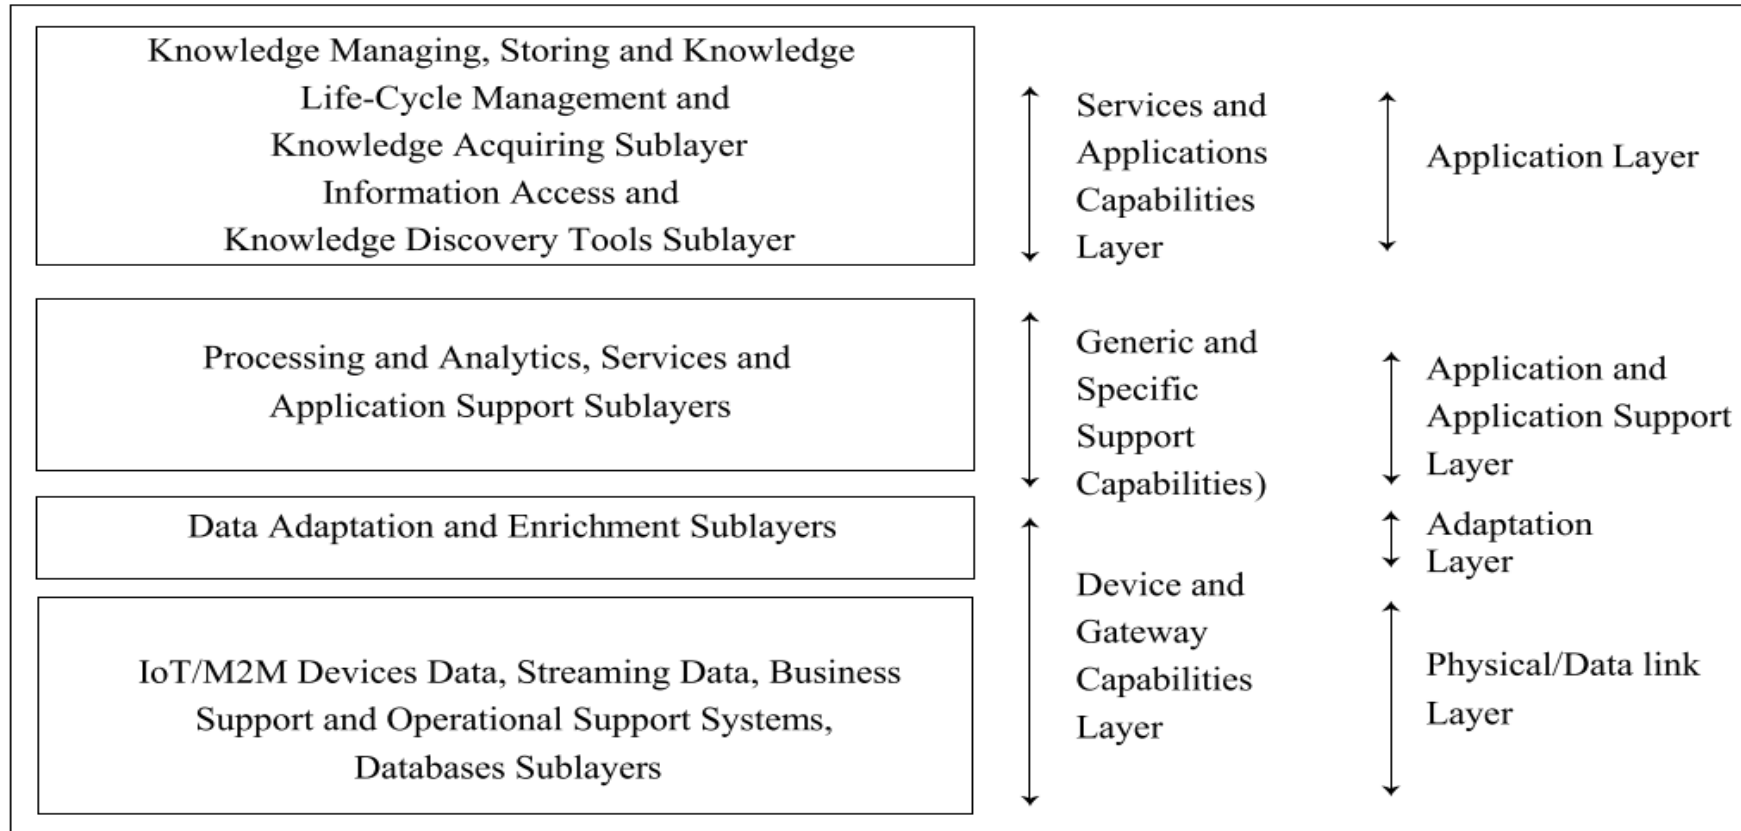 Knowledge Managing, Storing and Knowledge
Life-Cycle Management and
Knowledge Acquiring Sublayer
Information Access and
Knowledge Discovery Tools Sublayer
Services and
Applications
Capabilities
Layer
Application Layer
Processing and Analytics, Services and
Application Support Sublayers
Generic and
Specific
Support
Capabilities)
Application and
Application Support
Layer
Data Adaptation and Enrichment Sublayers
Adaptation
Layer
IoT/M2M Devices Data, Streaming Data, Business
Support and Operational Support Systems,
Databases Sublayers
Device and
Gateway
Capabilities
Layer
Physical/Data link
Layer